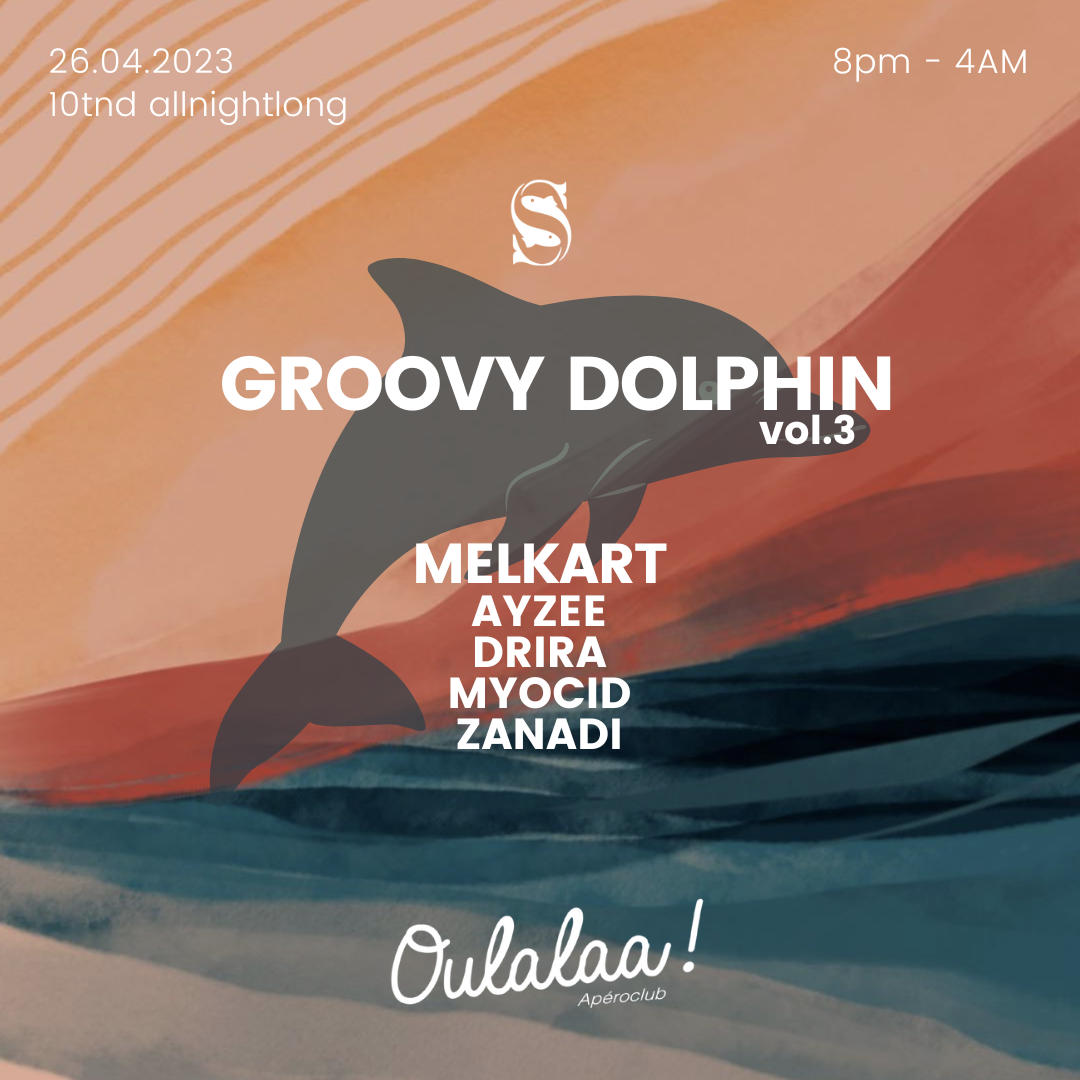 26.04.2023
8pm - 4AM
10tnd allnightlong
S
GROOVY DOLPHIN
vol.3
MELKART
AYZEE
DRIRA
MYOCID
ZANADI
Oulalaa !
Apéroclub